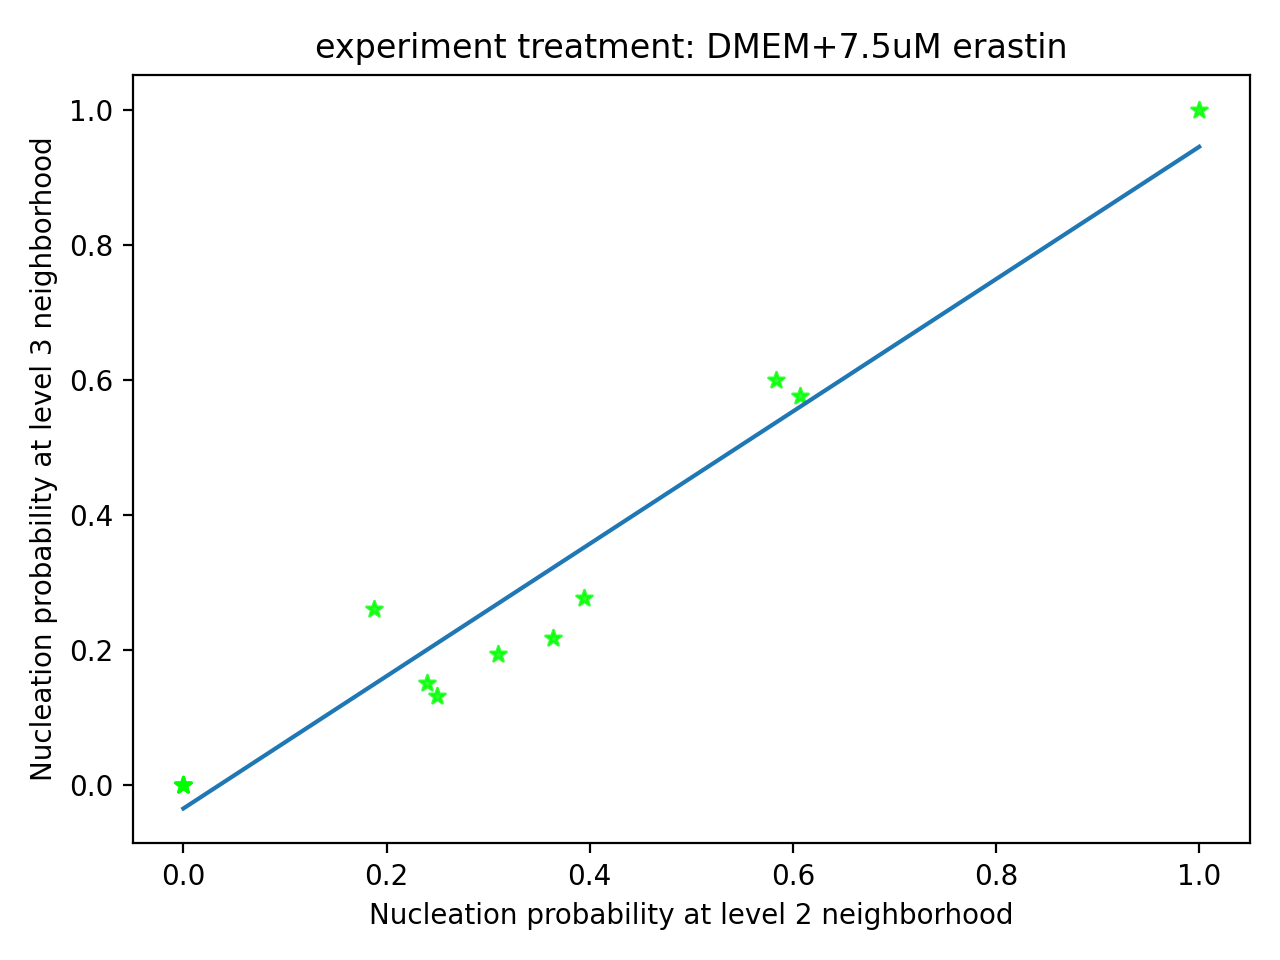 experiment treatment: DMEM+7.5uM erastin
Nucleation probability at level 3 neighborhood
1.0
0.8
0.6
0.4
0.2
0.0
0.0 0.2 0.4 0.6 0.8 1.0
Nucleation probability at level 2 neighborhood